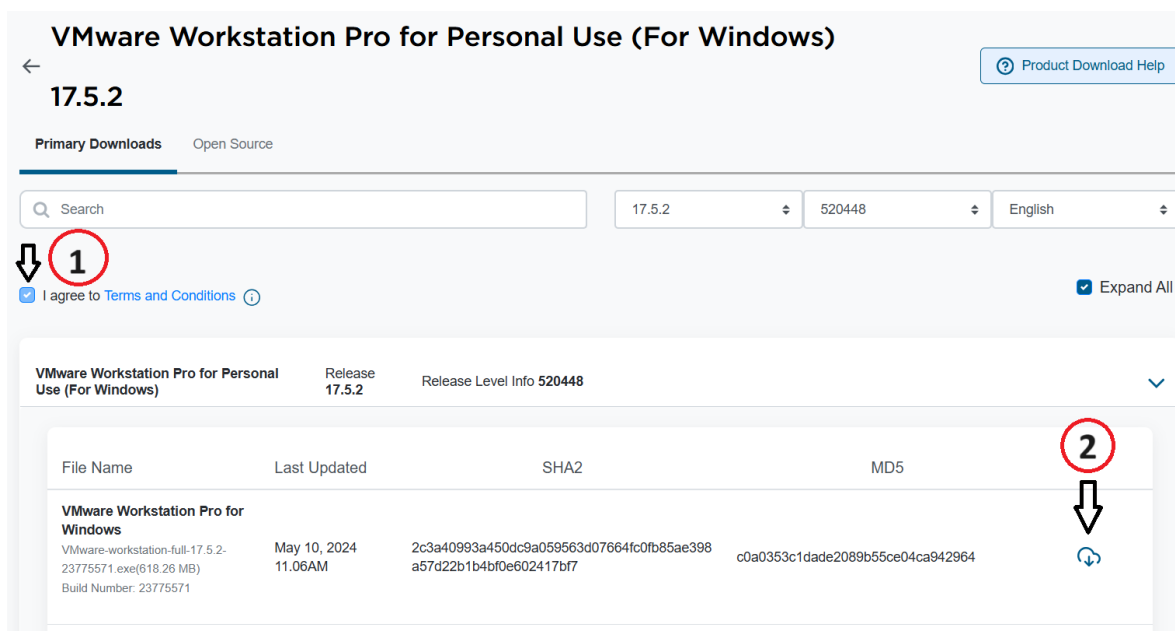 VMware Workstation Pro for Personal Use (For Windows)
Product Download Help
17.5.2
Primary Downloads
Open Source
Search
17.5.2
520448
English
1
I agree to Terms and Conditions
Expand All
VMware Workstation Pro for Personal
Use (For Windows)
Release
17.5.2
Release Level Info 520448
2
File Name
Last Updated
SHA2
MD5
VMware Workstation Pro for
Windows
VMware-workstation-full-17.5.2-
23775571.exe(618.26 MB)
Build Number: 23775571
May 10, 2024
11.06AM
2c3a40993a450dc9a059563d07664fc0fb85ae398
a57d22b1b4bf0e602417bf7
c0a0353c1dade2089b55ce04ca942964